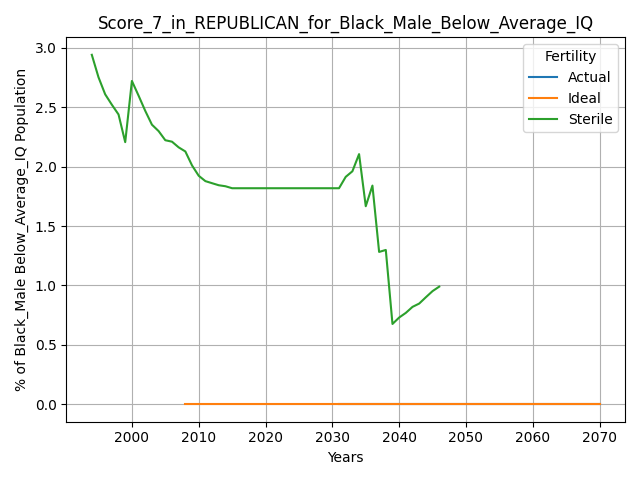 Score_7_in_REPUBLICAN_for_Black_Male_Below_Average_IQ
% of Black_Male Below_Average_IQ Population
3.0
2.5
2.0
1.5
1.0
0.5
0.0
Fertility
Actual
Ideal
Sterile
2000 2010 2020 2030 2040 2050 2060 2070
Years